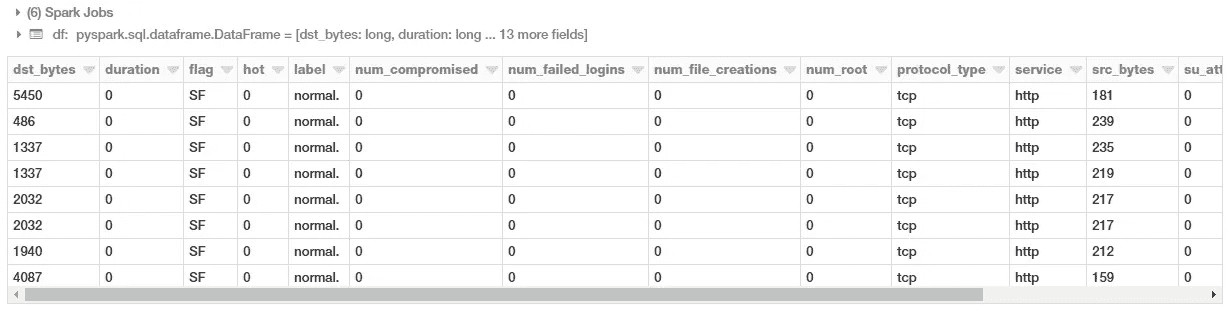 (6) Spark Jobs
df: pyspark.sql.dataframe.DataFrame = [dst_bytes: long, duration: long ... 13 more fields]
dst_bytes duration flag hot label num_compromised num_failed_logins num_file_creations num_root protocol_type service src_bytes su_att
5450 0 SF 0 normal. 0 0 0 0 tcp http 181 0
486 0 SF 0 normal. 0 0 0 0 tcp http 239 0
1337 0 SF 0 normal. 0 0 0 0 tcp http 235 0
1337 0 SF 0 normal. 0 0 0 0 tcp http 219 0
2032 0 SF 0 normal. 0 0 0 0 tcp http 217 0
2032 0 SF 0 normal. 0 0 0 0 tcp http 217 0
1940 0 SF 0 normal. 0 0 0 0 tcp http 212 0
4087 0 SF 0 normal. 0 0 0 0 tcp http 159 0